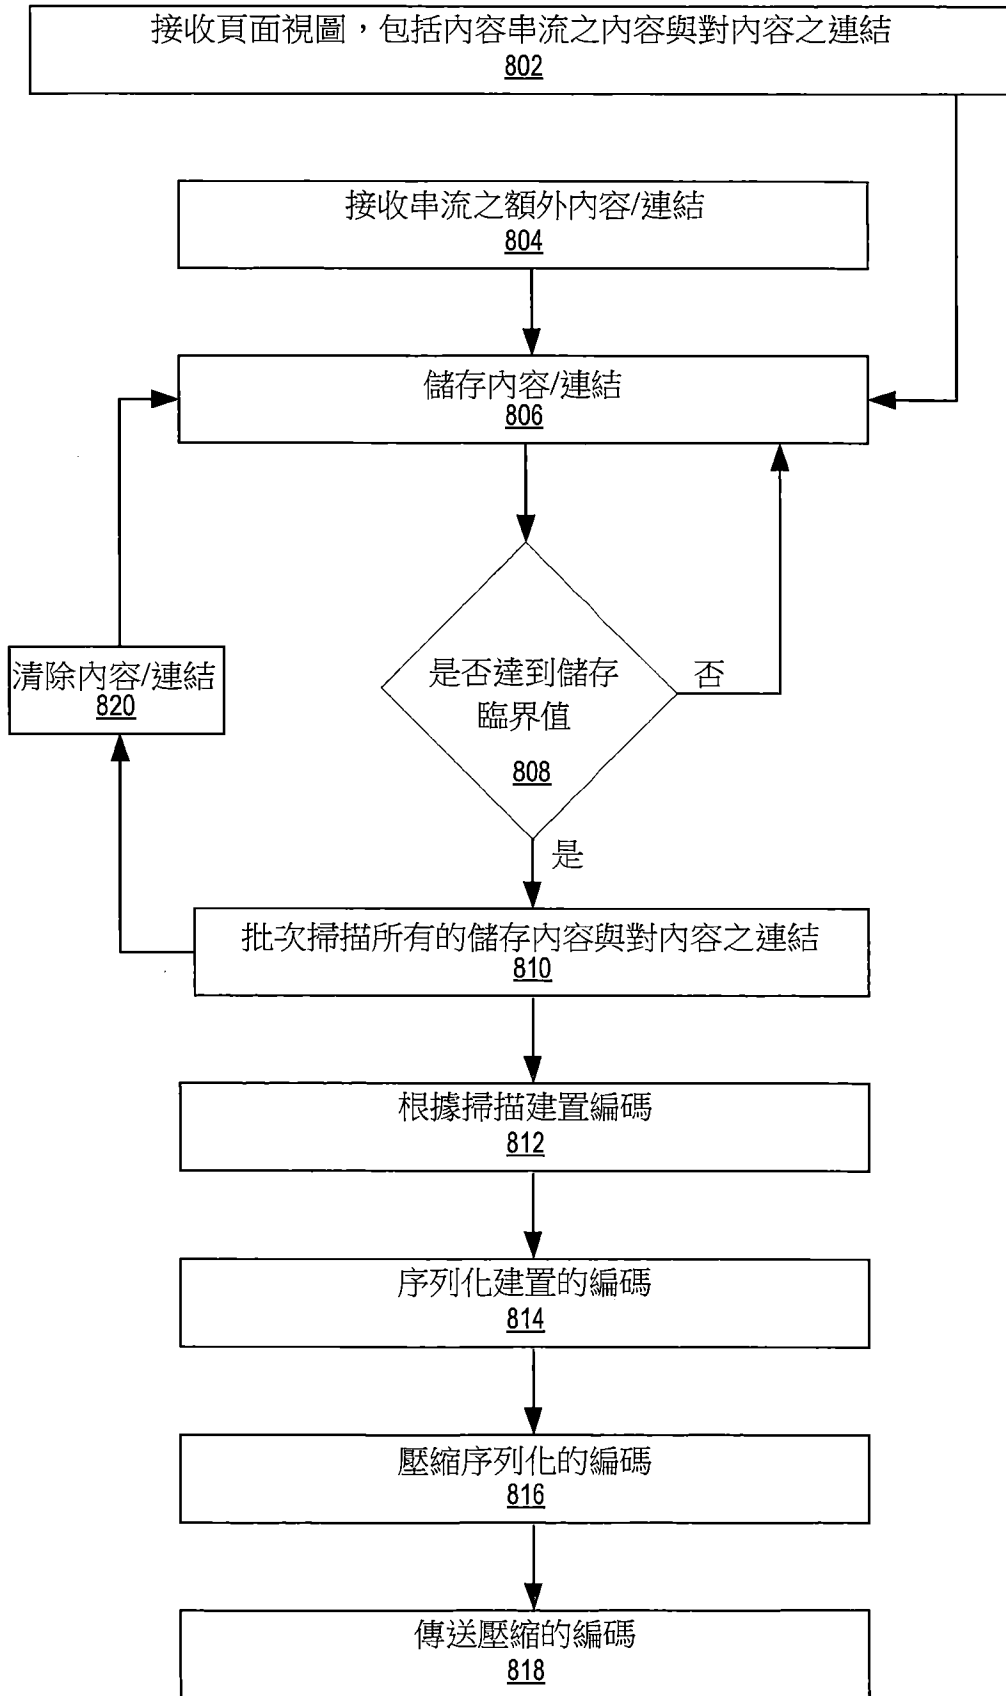 接收頁面視圖，包括內容串流之內容與對內容之連結
802
接收串流之額外內容/連結
804
儲存內容/連結
806
清除內容/連結
820
是否達到儲存
臨界值
808
否
是
批次掃描所有的儲存內容與對內容之連結
810
根據掃描建置編碼
812
序列化建置的編碼
814
壓縮序列化的編碼
816
傳送壓縮的編碼
818